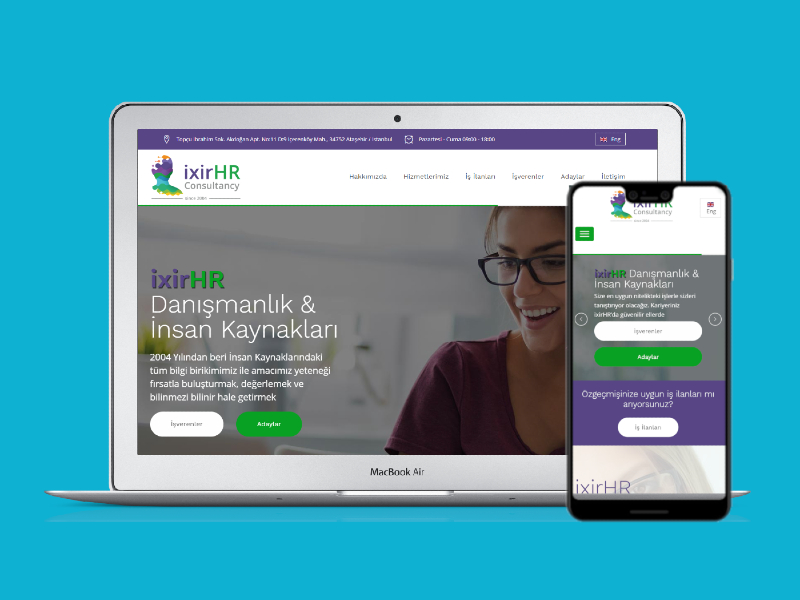 Topçu İbrahim Sok. Akdoğan Apt. No:11 D:5 İçerenköy Mah., 34752 Ataşehir / İstanbul
Pazartesi - Cuma 09:00 - 18:00
Eng
ixirHR
Consultancy
since 2004
Hakkımızda
Hizmetlerimiz
İş İlanları
İşverenler
Adaylar
İletişim
ixirHR
Danışmanlık &
İnsan Kaynakları
2004 Yılından beri İnsan Kaynaklarındaki
tüm bilgi birikimimiz ile amacımız yeteneği
fırsatla buluşturmak, değerlemek ve
bilinmezi bilinir hale getirmek
İşverenler
Adaylar
MacBook Air
ixirHR
Consultancy
since 2004
Eng
ixirHR Danışmanlık &
İnsan Kaynakları
Size en uygun nitelikteki işlerle sizleri
tanıştırıyor olacağız. Kariyeriniz
ixirHR'da güvenilir ellerde
İşverenler
Adaylar
Özgeçmişinize uygun iş ilanları mı
arıyorsunuz?
İş İlanları
ixirHR